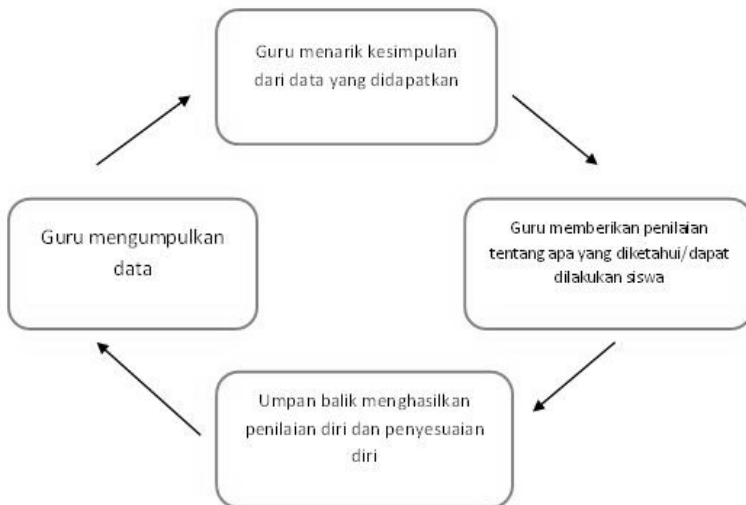 Guru menarik kesimpulan
dari data yang didapatkan
Guru mengumpulkan
data
Guru memberikan penilaian
tentang apa yang diketahui/dapat
dilakukan siswa
Umpan balik menghasilkan
penilaian diri dan penyesuaian
diri